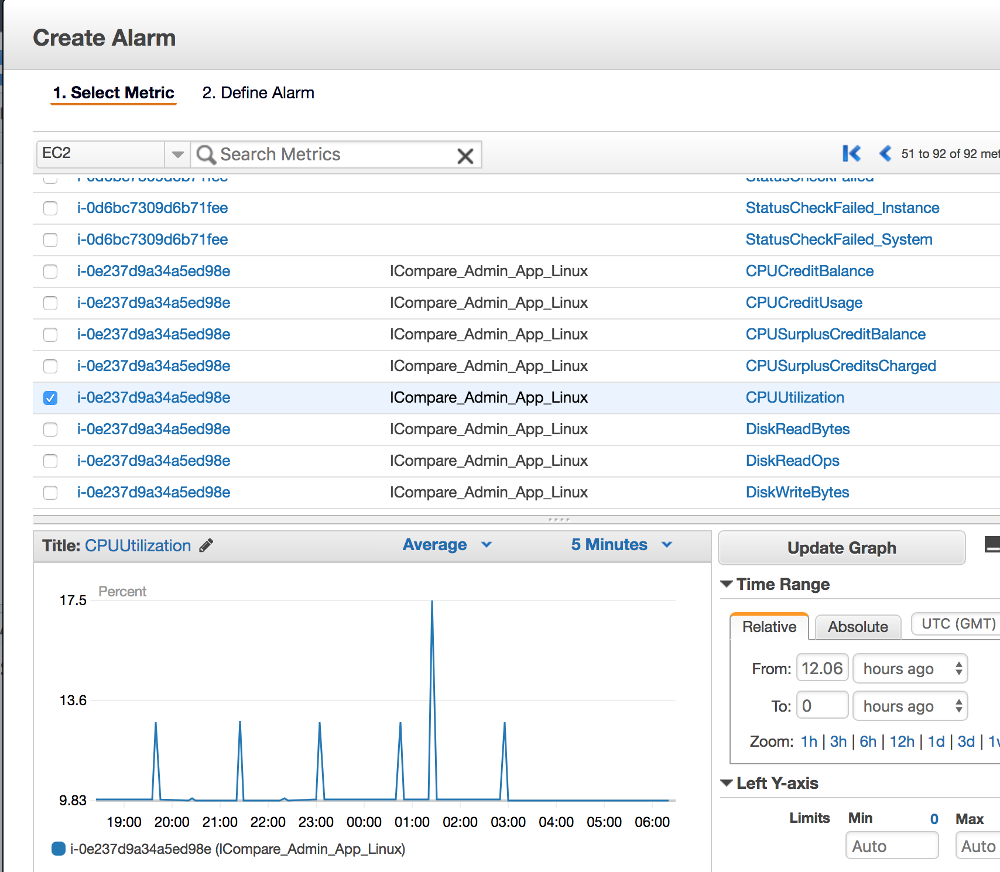 Create Alarm
1. Select Metric 2. Define Alarm
EC2 Search Metrics 51 to 92 of 92 met
i-0d6bc7309d6b71fee StatusCheckFailed
i-0d6bc7309d6b71fee StatusCheckFailed_Instance
i-0d6bc7309d6b71fee StatusCheckFailed_System
i-0e237d9a34a5ed98e ICompare_Admin_App_Linux CPUCreditBalance
i-0e237d9a34a5ed98e ICompare_Admin_App_Linux CPUCreditUsage
i-0e237d9a34a5ed98e ICompare_Admin_App_Linux CPUSurplusCreditBalance
i-0e237d9a34a5ed98e ICompare_Admin_App_Linux CPUSurplusCreditsCharged
i-0e237d9a34a5ed98e ICompare_Admin_App_Linux CPUUtilization
i-0e237d9a34a5ed98e ICompare_Admin_App_Linux DiskReadBytes
i-0e237d9a34a5ed98e ICompare_Admin_App_Linux DiskReadOps
i-0e237d9a34a5ed98e ICompare_Admin_App_Linux DiskWriteBytes
Title: CPUUtilization Average 5 Minutes
Percent
17.5
13.6
9.83
19:00 20:00 21:00 22:00 23:00 00:00 01:00 02:00 03:00 04:00 05:00 06:00
i-0e237d9a34a5ed98e (ICompare_Admin_App_Linux)
Update Graph
Time Range
Relative Absolute UTC (GMT)
From: 12.06 hours ago
To: 0 hours ago
Zoom: 1h | 3h | 6h | 12h | 1d | 3d | 1w
Left Y-axis
Limits Min 0 Max
Auto Auto